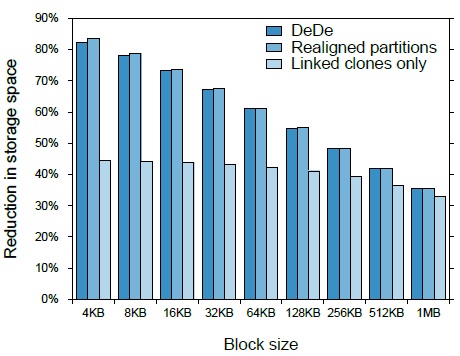 90%
80%
70%
60%
50%
40%
30%
20%
10%
0%
Reduction in storage space
DeDe
Realigned partitions
Linked clones only
4KB 8KB 16KB 32KB 64KB 128KB 256KB 512KB 1MB
Block size